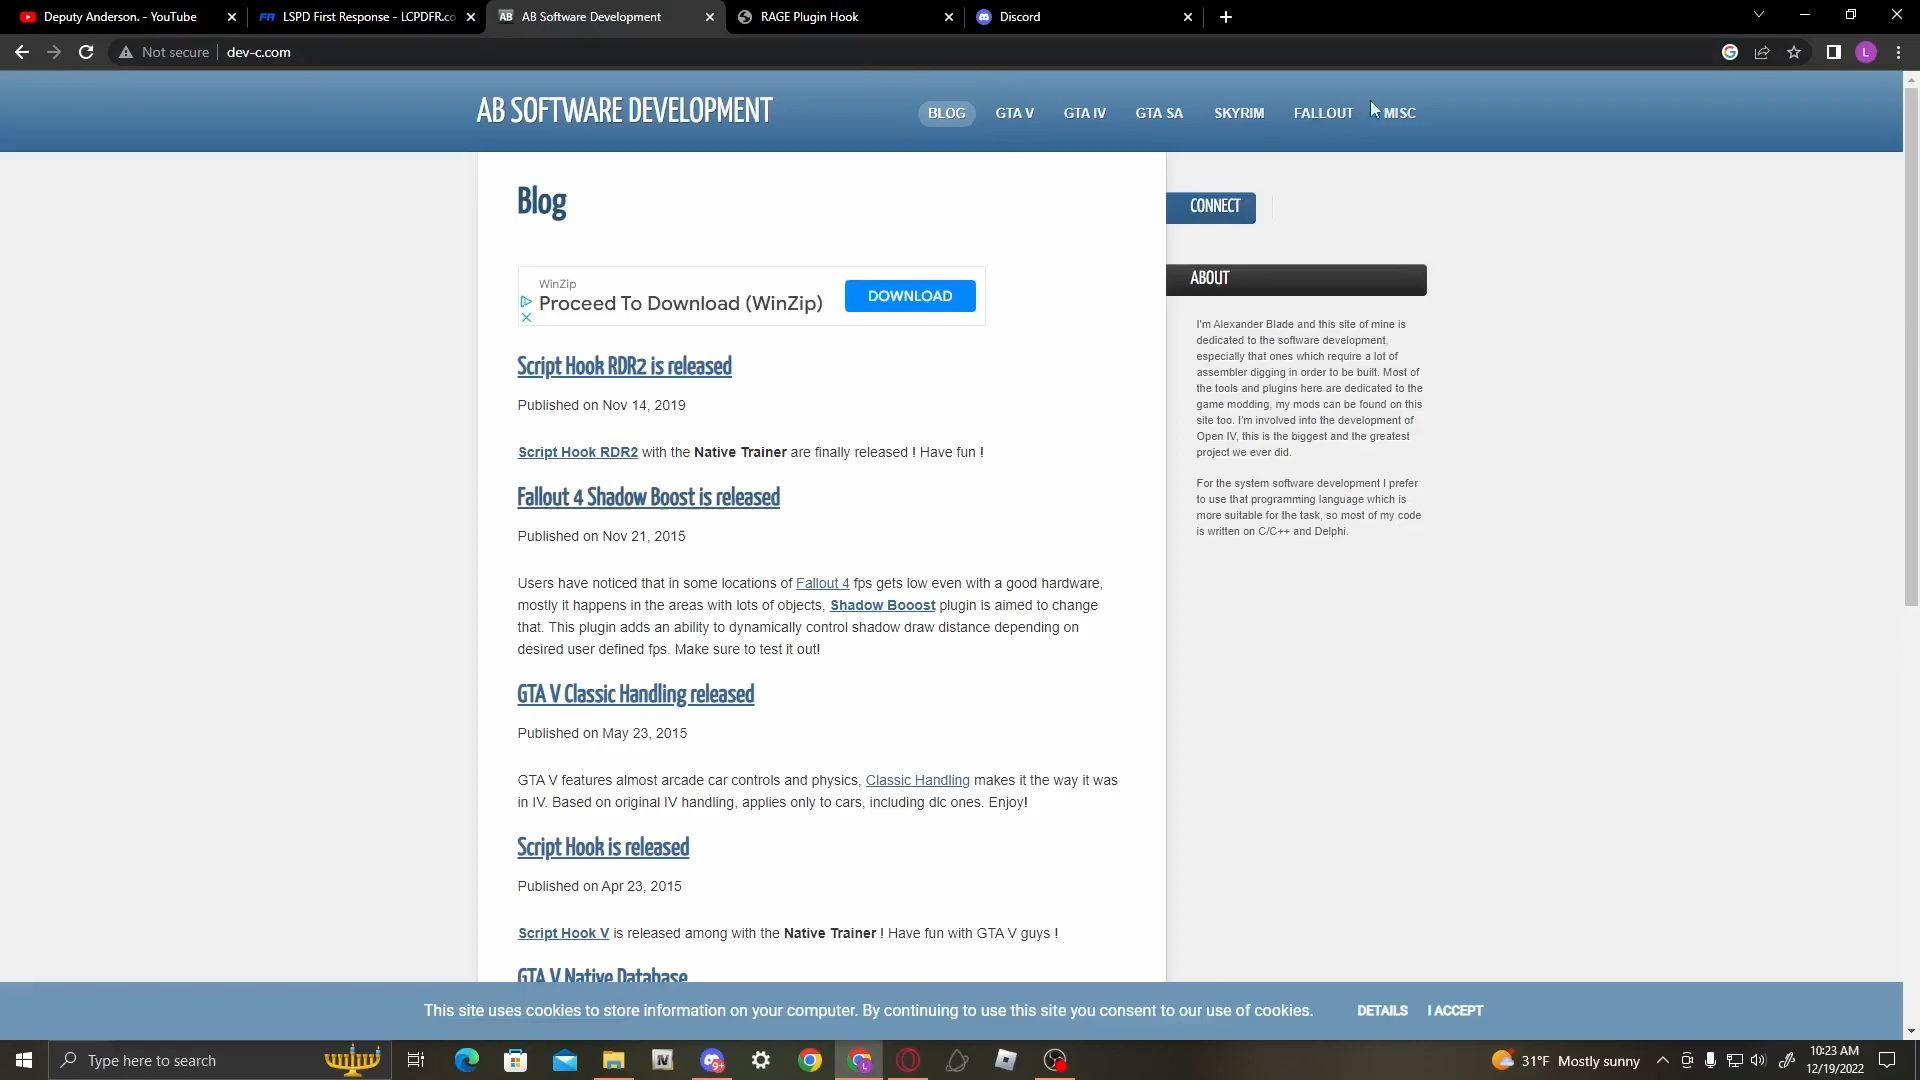 Deputy Anderson. - YouTube
LSPD First Response - LCPDFR.co
AB Software Development
RAGE Plugin Hook
Discord
Not secure
dev-c.com
L
AB SOFTWARE DEVELOPMENT
BLOG
GTA V
GTA IV
GTA SA
SKYRIM
FALLOUT
MISC
Blog
CONNECT
ABOUT
WinZip
Proceed To Download (WinZip)
DOWNLOAD
Script Hook RDR2 is released
Published on Nov 14, 2019
Script Hook RDR2 with the Native Trainer are finally released ! Have fun !
Fallout 4 Shadow Boost is released
Published on Nov 21, 2015
Users have noticed that in some locations of Fallout 4 fps gets low even with a good hardware,
mostly it happens in the areas with lots of objects, Shadow Booost plugin is aimed to change
that. This plugin adds an ability to dynamically control shadow draw distance depending on
desired user defined fps. Make sure to test it out!
GTA V Classic Handling released
Published on May 23, 2015
GTA V features almost arcade car controls and physics, Classic Handling makes it the way it was
in IV. Based on original IV handling, applies only to cars, including dlc ones. Enjoy!
Script Hook is released
Published on Apr 23, 2015
Script Hook V is released among with the Native Trainer ! Have fun with GTA V guys !
GTA V Native Database
I'm Alexander Blade and this site of mine is
dedicated to the software development,
especially that ones which require a lot of
assembler digging in order to be built. Most of
the tools and plugins here are dedicated to the
game modding, my mods can be found on this
site too. I'm involved into the development of
Open IV, this is the biggest and the greatest
project we ever did.
For the system software development I prefer
to use that programming language which is
more suitable for the task, so most of my code
is written on C/C++ and Delphi.
This site uses cookies to store information on your computer. By continuing to use this site you consent to our use of cookies.
DETAILS
I ACCEPT
Type here to search
IV
9+
L
31°F Mostly sunny
10:23 AM
12/19/2022